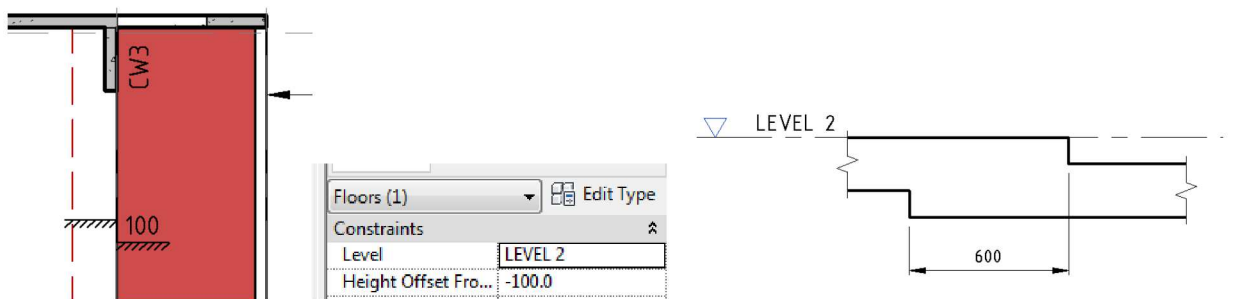 CW3
100
Floors (1)
Edit Type
Constraints
Level
LEVEL 2
Height Offset Fro...
-100.0
LEVEL 2
600